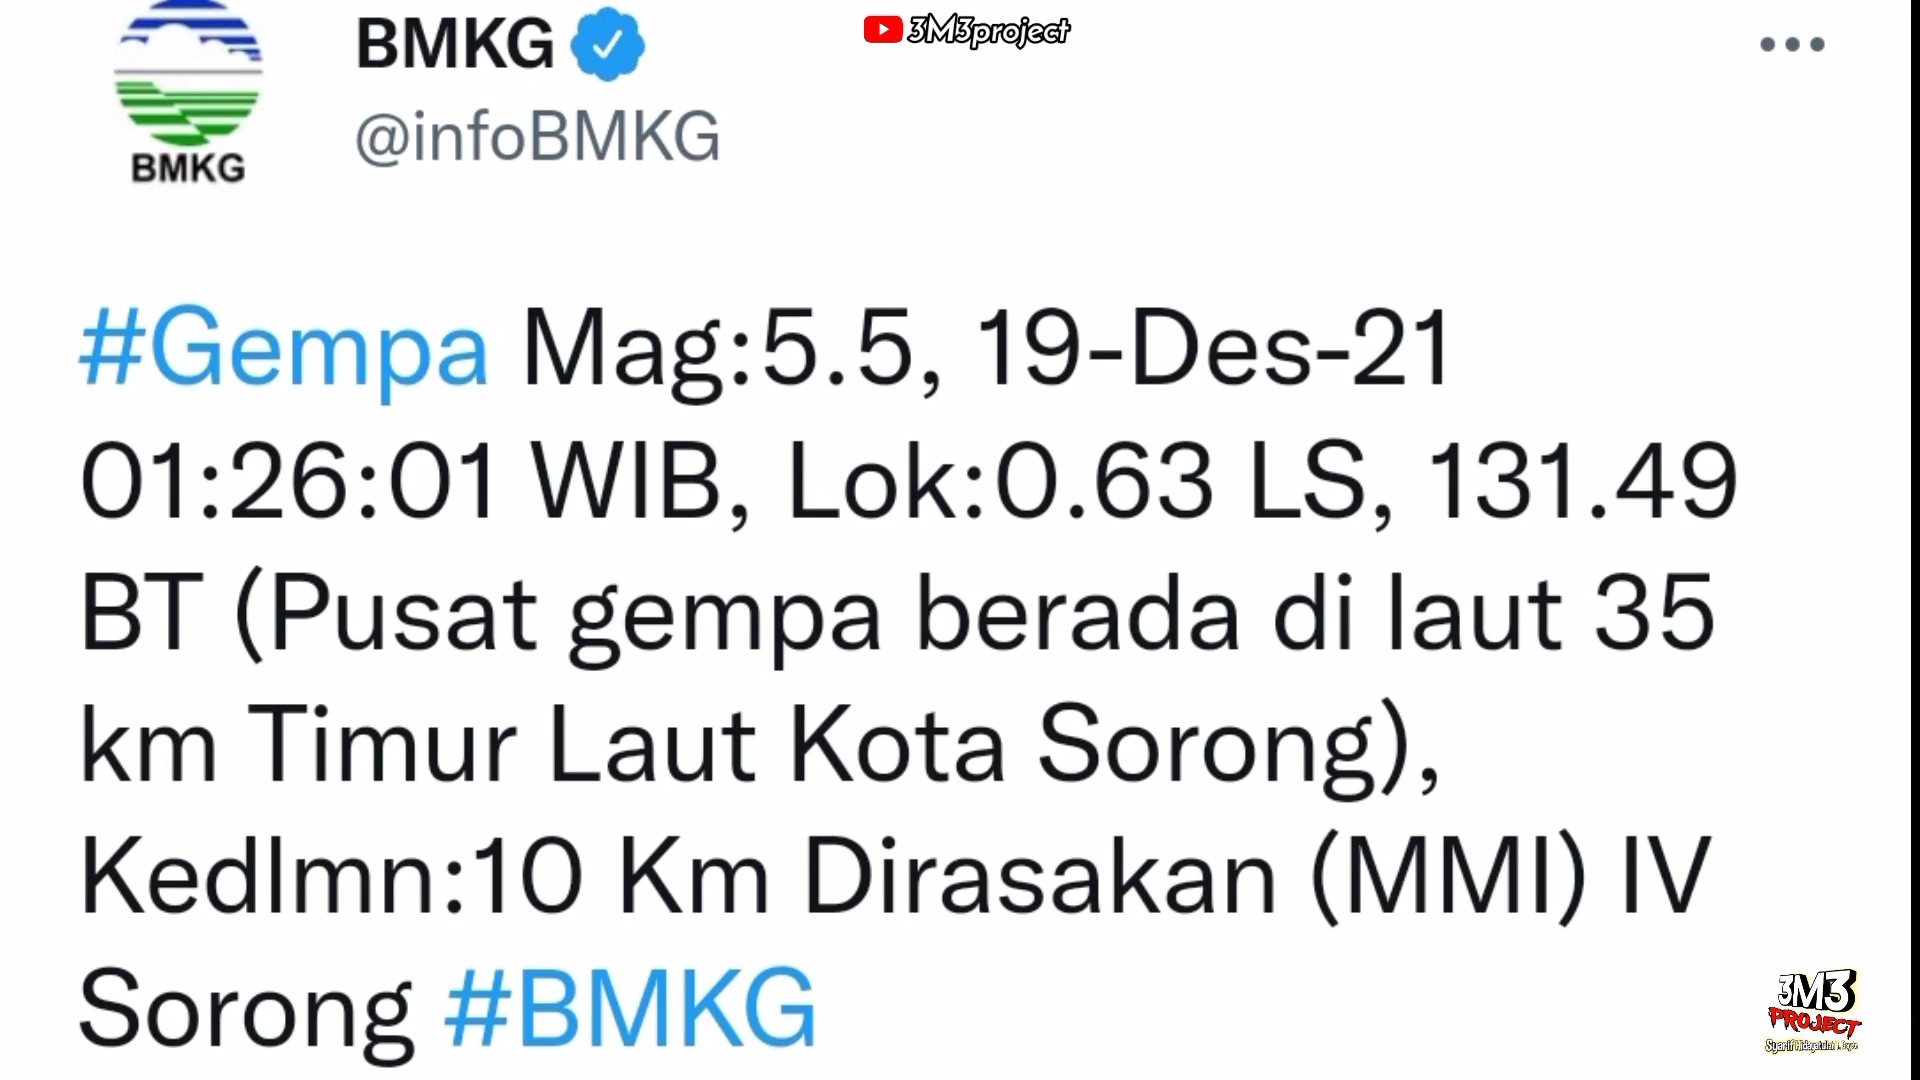 BMKG
3M3project
@infoBMKG
BMKG
#Gempa Mag:5.5, 19-Des-21
01:26:01 WIB, Lok:0.63 LS, 131.49
BT (Pusat gempa berada di laut 35
km Timur Laut Kota Sorong),
Kedlmn:10 Km Dirasakan (MMI) IV
Sorong #BMKG
3M3
PROJECT